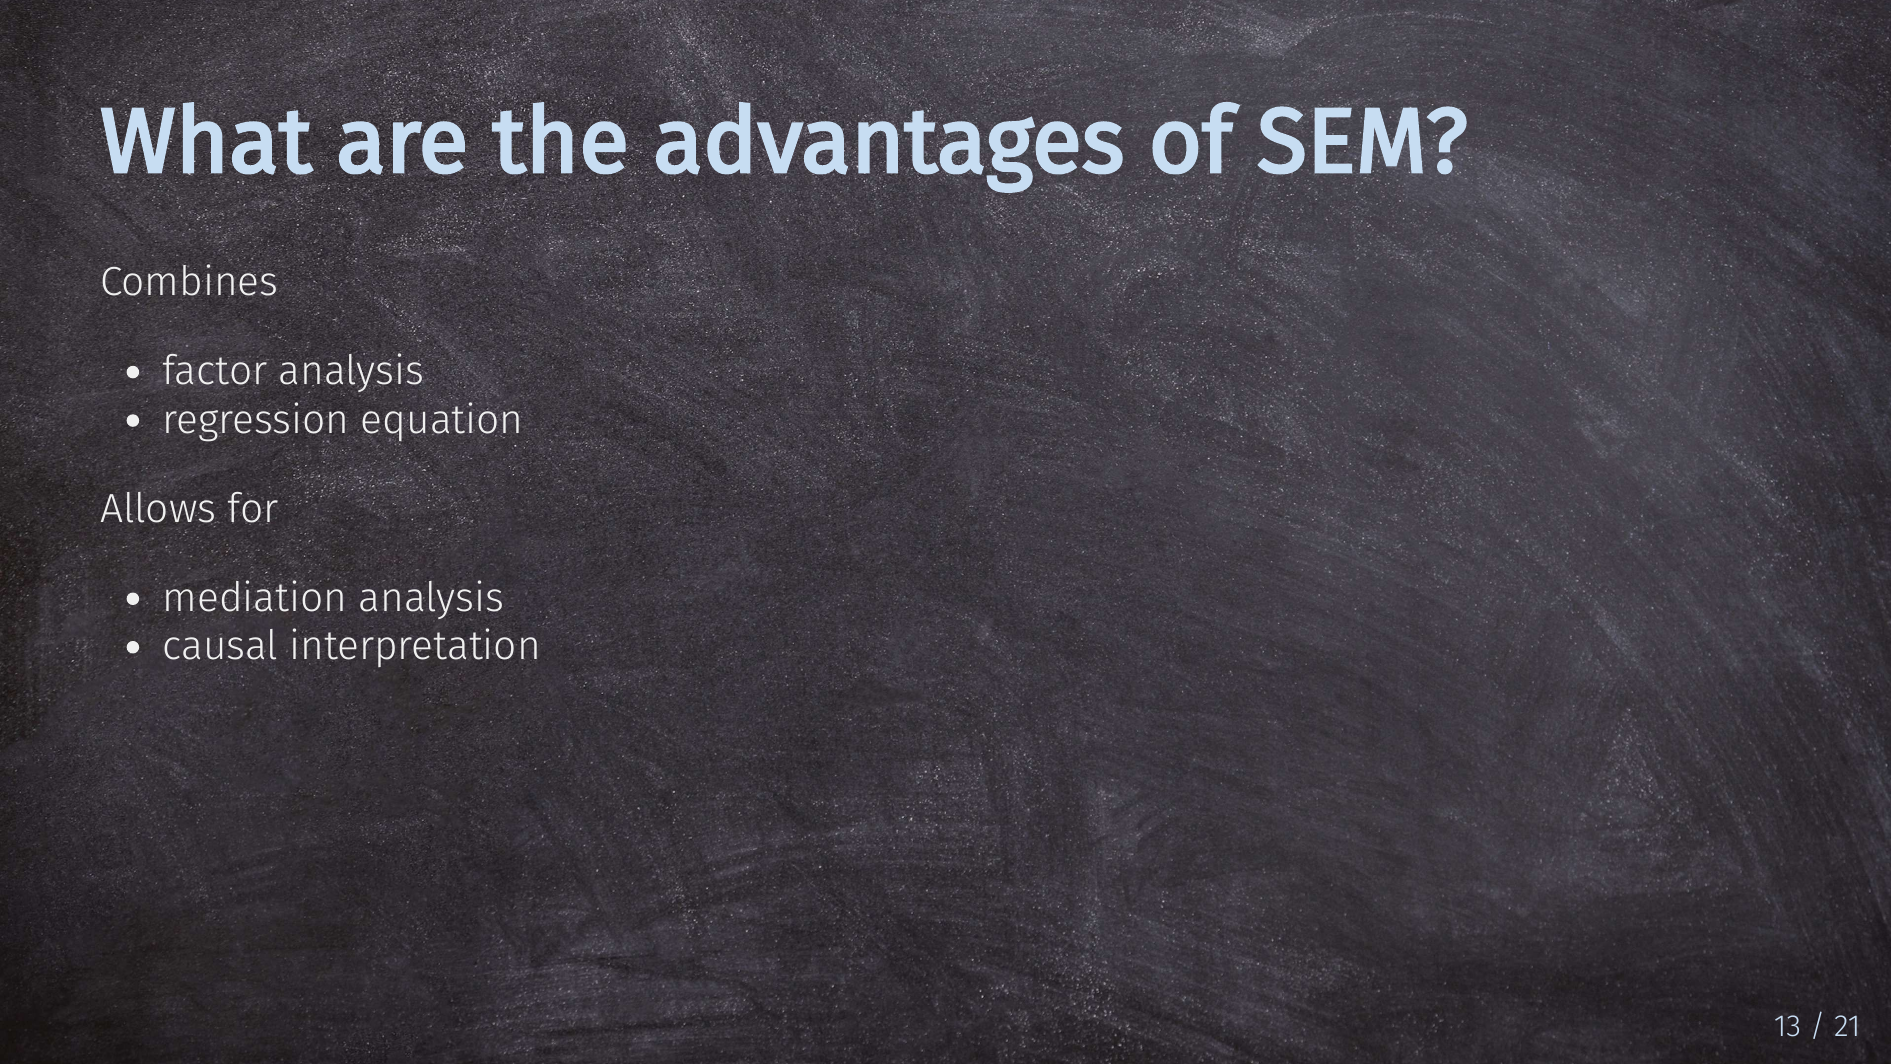 What are the advantages of SEM?
Combines
• factor analysis
• regression equation
Allows for
• mediation analysis
• causal interpretation
13 / 21